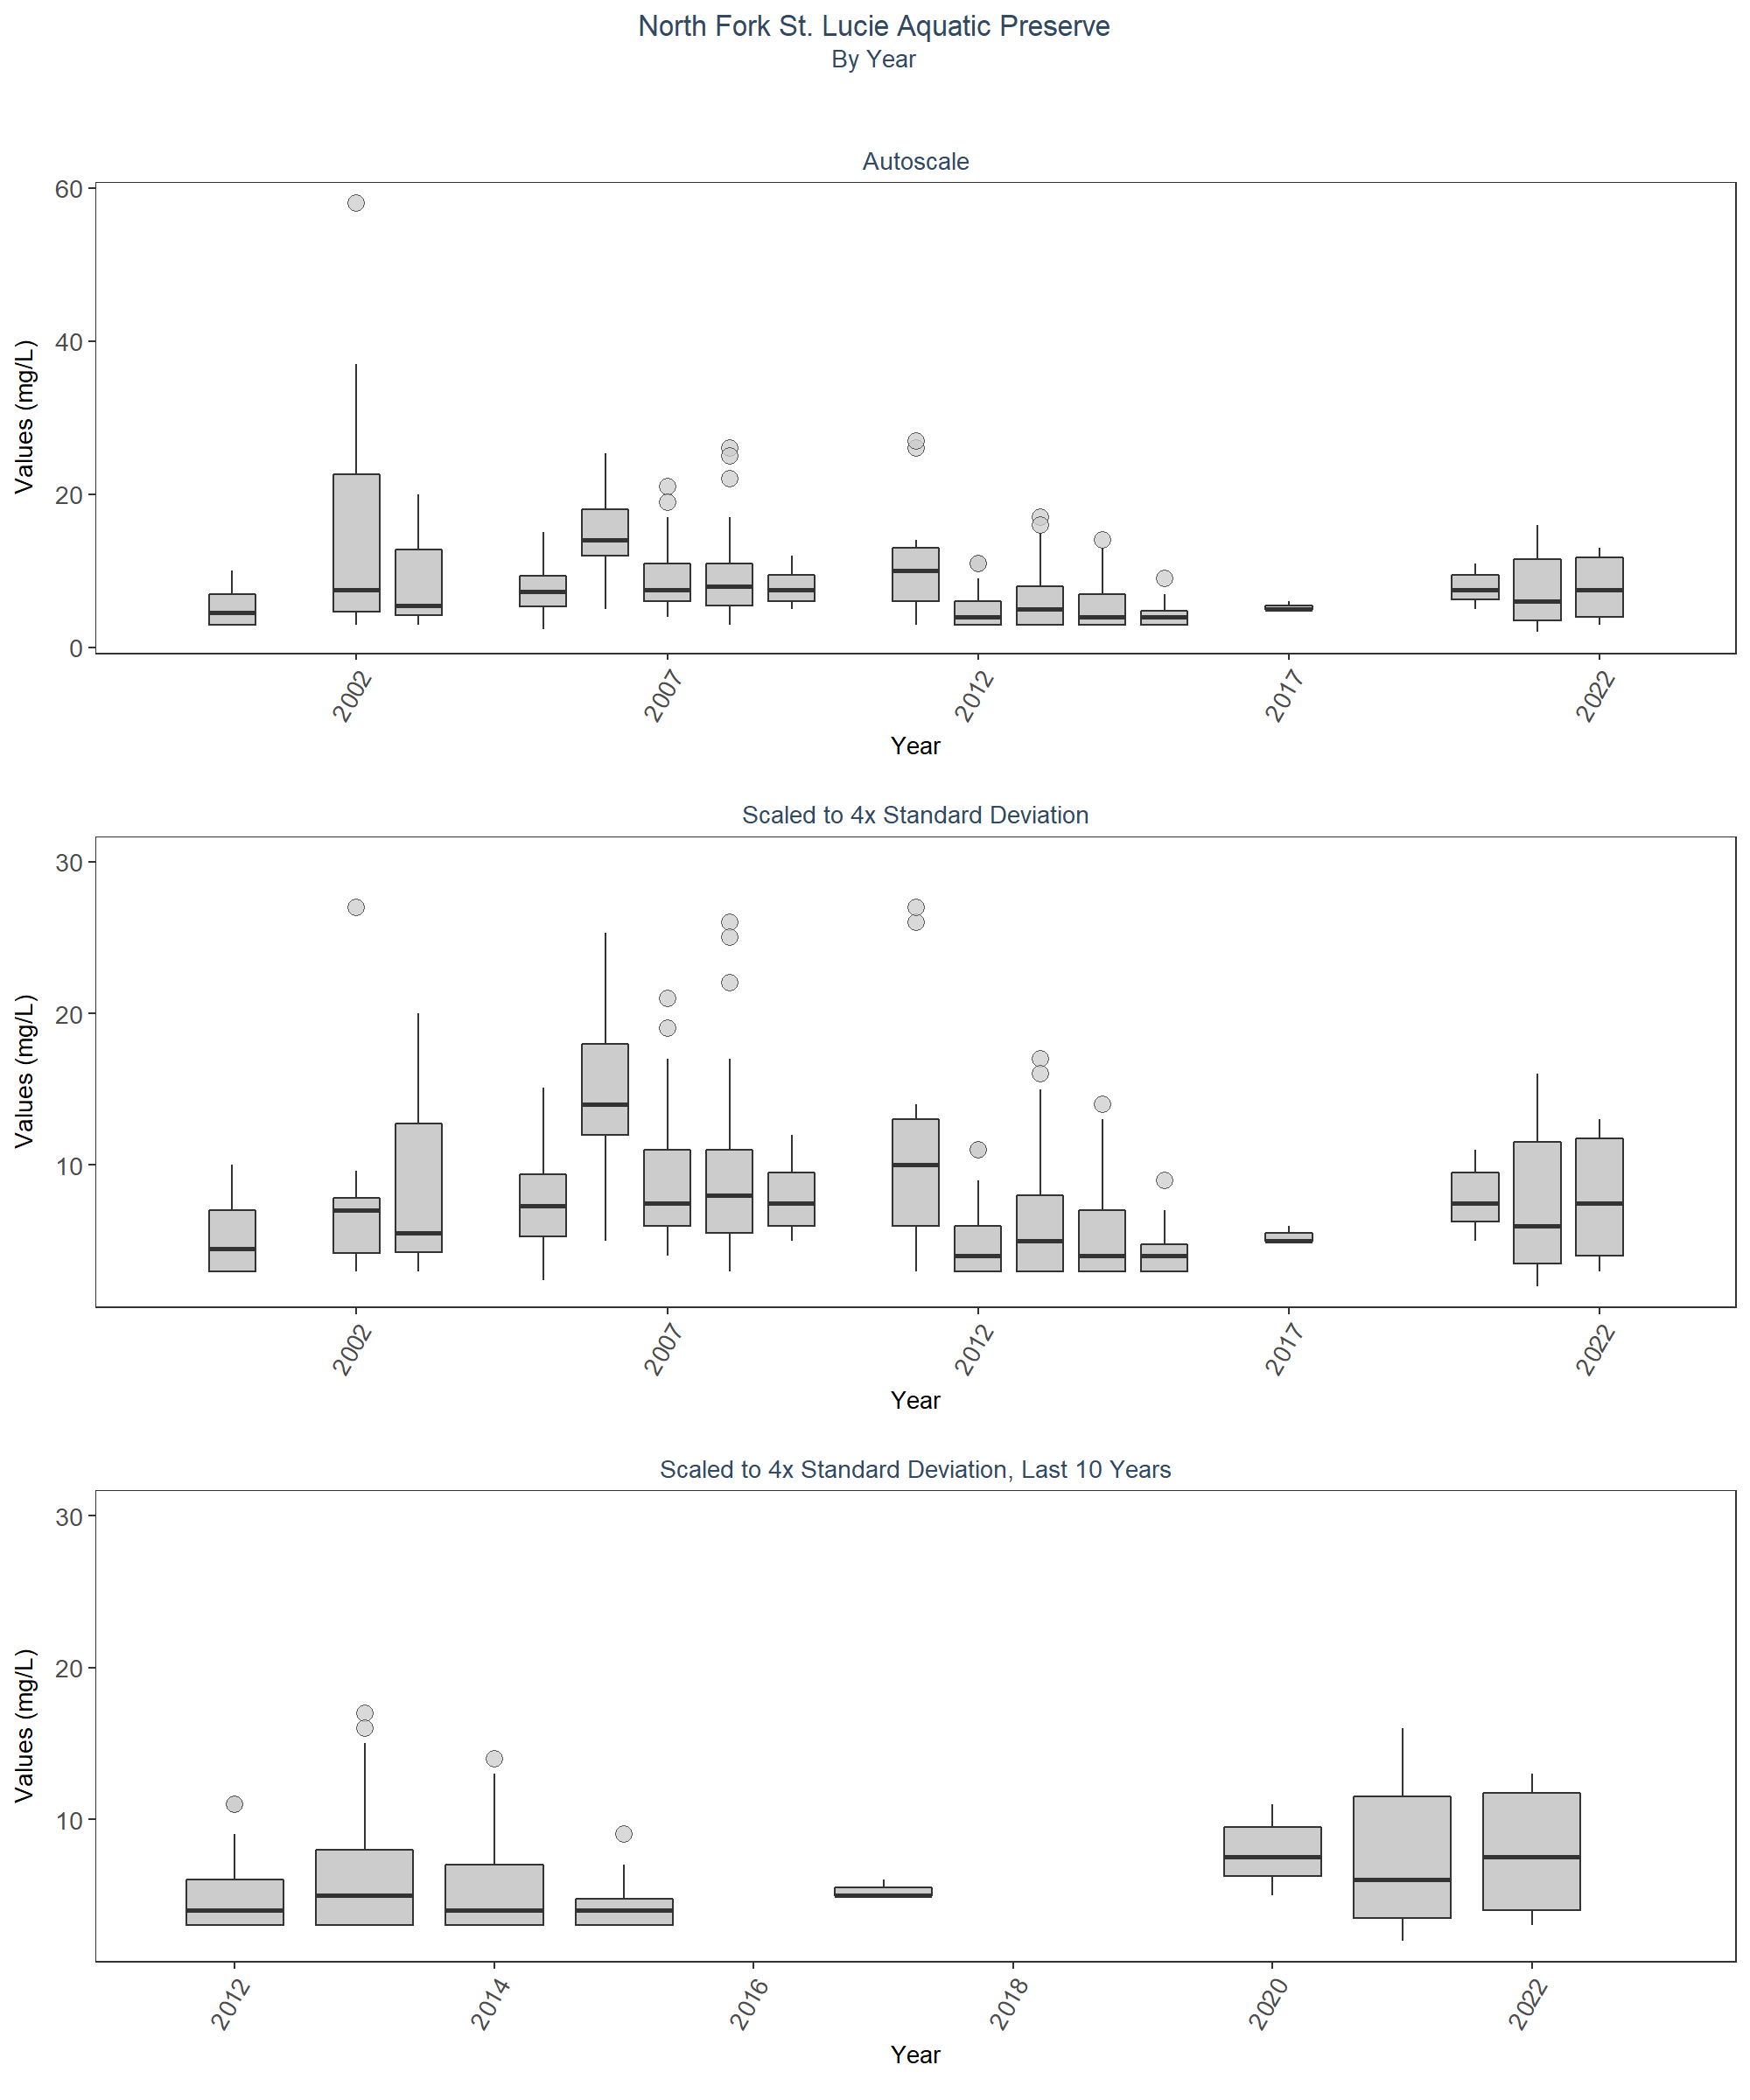 North Fork St. Lucie Aquatic Preserve
By Year
Autoscale
Values (mg/L)
60
40
20
0
2002
2007
2012
2017
2022
Year
Scaled to 4x Standard Deviation
Values (mg/L)
30
20
10
2002
2007
2012
2017
2022
Year
Scaled to 4x Standard Deviation, Last 10 Years
Values (mg/L)
30
20
10
2012
2014
2016
2018
2020
2022
Year